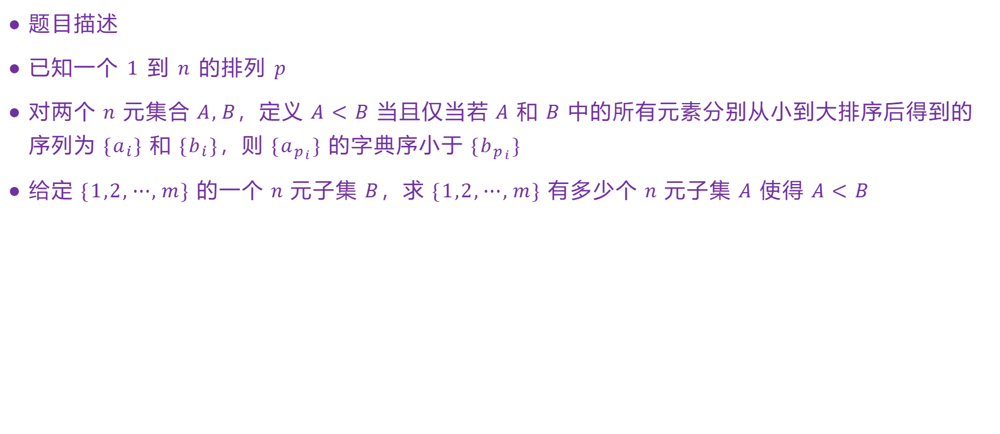 • 题目描述
• 已知一个 1 到 n 的排列 p
• 对两个 n 元集合 A, B，定义 A < B 当且仅当若 A 和 B 中的所有元素分别从小到大排序后得到的
序列为 {a_i} 和 {b_i}，则 {a_{p_i}} 的字典序小于 {b_{p_i}}
• 给定 {1,2,⋯,m} 的一个 n 元子集 B，求 {1,2,⋯,m} 有多少个 n 元子集 A 使得 A < B